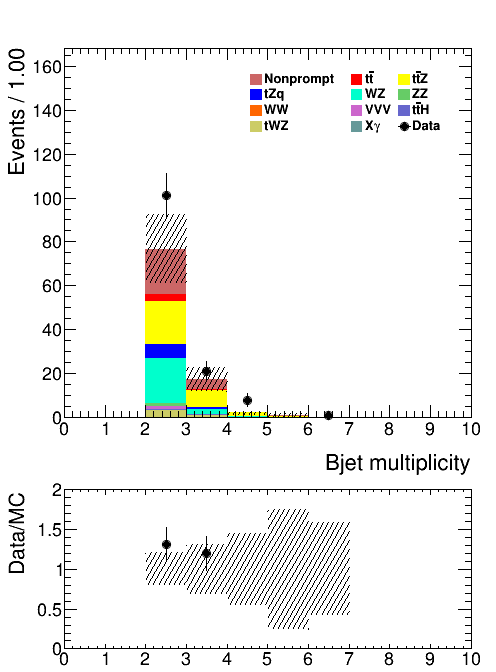 Events / 1.00
160
140
120
100
80
60
40
20
0
Nonprompt tt̄ tt̄Z
tZq WZ ZZ
WW VVV tt̄H
tWZ Xγ Data
0 1 2 3 4 5 6 7 8 9 10
Bjet multiplicity
Data/MC
2
1.5
1
0.5
0
0 1 2 3 4 5 6 7 8 9 10